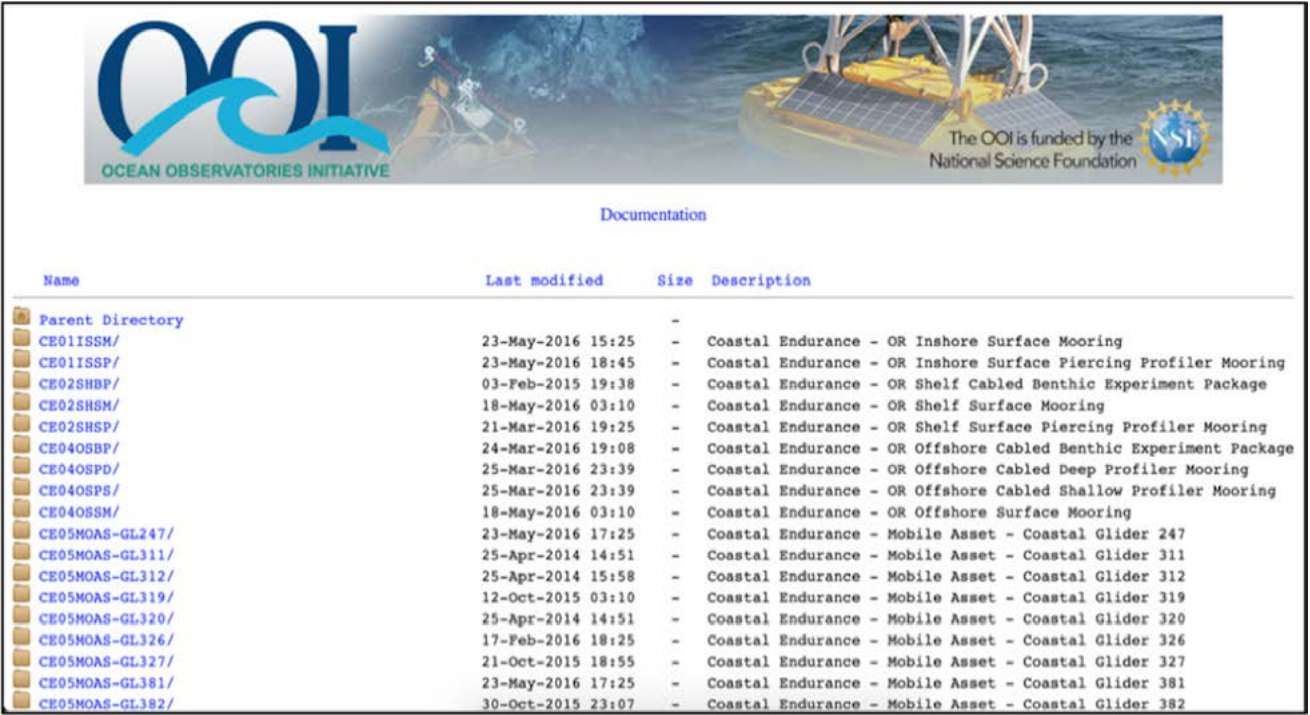 OOI
OCEAN OBSERVATORIES INITIATIVE
The OOI is funded by the
National Science Foundation
NSF
Documentation
Name Last modified Size Description
Parent Directory -
CE01ISSM/ 23-May-2016 15:25 - Coastal Endurance - OR Inshore Surface Mooring
CE01ISSP/ 23-May-2016 18:45 - Coastal Endurance - OR Inshore Surface Piercing Profiler Mooring
CE02SHBP/ 03-Feb-2015 19:38 - Coastal Endurance - OR Shelf Cabled Benthic Experiment Package
CE02SHSM/ 18-May-2016 03:10 - Coastal Endurance - OR Shelf Surface Mooring
CE02SHSP/ 21-Mar-2016 19:25 - Coastal Endurance - OR Shelf Surface Piercing Profiler Mooring
CE04OSBP/ 24-Mar-2016 19:08 - Coastal Endurance - OR Offshore Cabled Benthic Experiment Package
CE04OSPD/ 25-Mar-2016 23:39 - Coastal Endurance - OR Offshore Cabled Deep Profiler Mooring
CE04OSPS/ 25-Mar-2016 23:39 - Coastal Endurance - OR Offshore Cabled Shallow Profiler Mooring
CE04OSSM/ 18-May-2016 03:10 - Coastal Endurance - OR Offshore Surface Mooring
CE05MOAS-GL247/ 23-May-2016 17:25 - Coastal Endurance - Mobile Asset - Coastal Glider 247
CE05MOAS-GL311/ 25-Apr-2014 14:51 - Coastal Endurance - Mobile Asset - Coastal Glider 311
CE05MOAS-GL312/ 25-Apr-2014 15:58 - Coastal Endurance - Mobile Asset - Coastal Glider 312
CE05MOAS-GL319/ 12-Oct-2015 03:10 - Coastal Endurance - Mobile Asset - Coastal Glider 319
CE05MOAS-GL320/ 25-Apr-2014 14:51 - Coastal Endurance - Mobile Asset - Coastal Glider 320
CE05MOAS-GL326/ 17-Feb-2016 18:25 - Coastal Endurance - Mobile Asset - Coastal Glider 326
CE05MOAS-GL327/ 21-Oct-2015 18:55 - Coastal Endurance - Mobile Asset - Coastal Glider 327
CE05MOAS-GL381/ 23-May-2016 17:25 - Coastal Endurance - Mobile Asset - Coastal Glider 381
CE05MOAS-GL382/ 30-Oct-2015 23:07 - Coastal Endurance - Mobile Asset - Coastal Glider 382